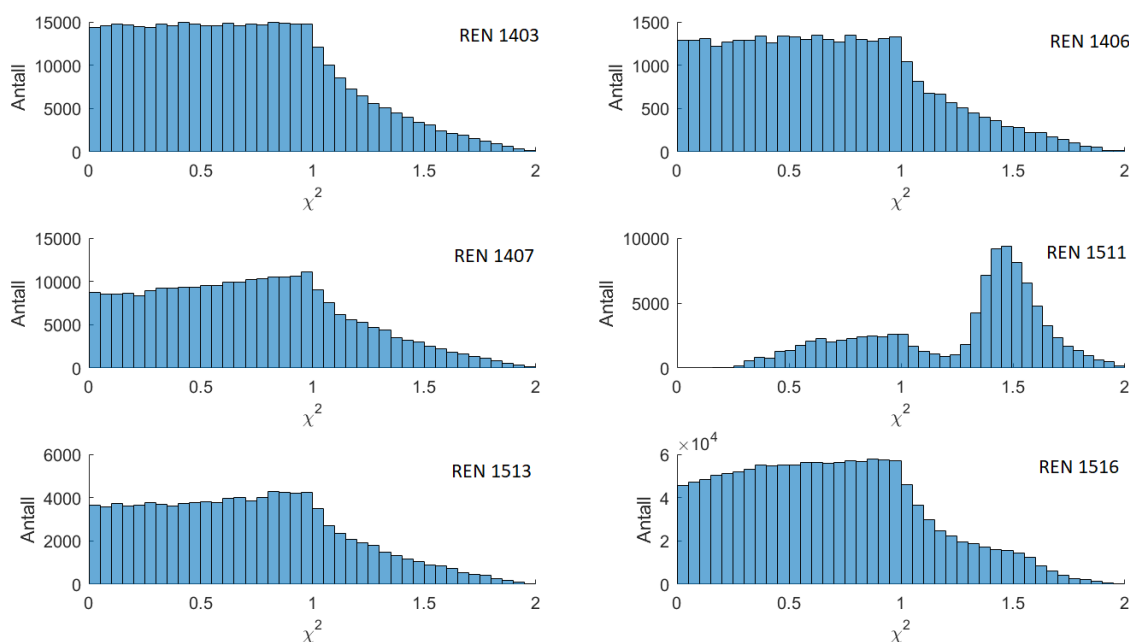 15000
10000
5000
0
Antall
REN 1403
0 0.5 1 1.5 2
χ²
1500
1000
500
0
Antall
REN 1406
0 0.5 1 1.5 2
χ²
15000
10000
5000
0
Antall
REN 1407
0 0.5 1 1.5 2
χ²
10000
5000
0
Antall
REN 1511
0 0.5 1 1.5 2
χ²
6000
4000
2000
0
Antall
REN 1513
0 0.5 1 1.5 2
χ²
×10⁴
6
4
2
0
Antall
REN 1516
0 0.5 1 1.5 2
χ²